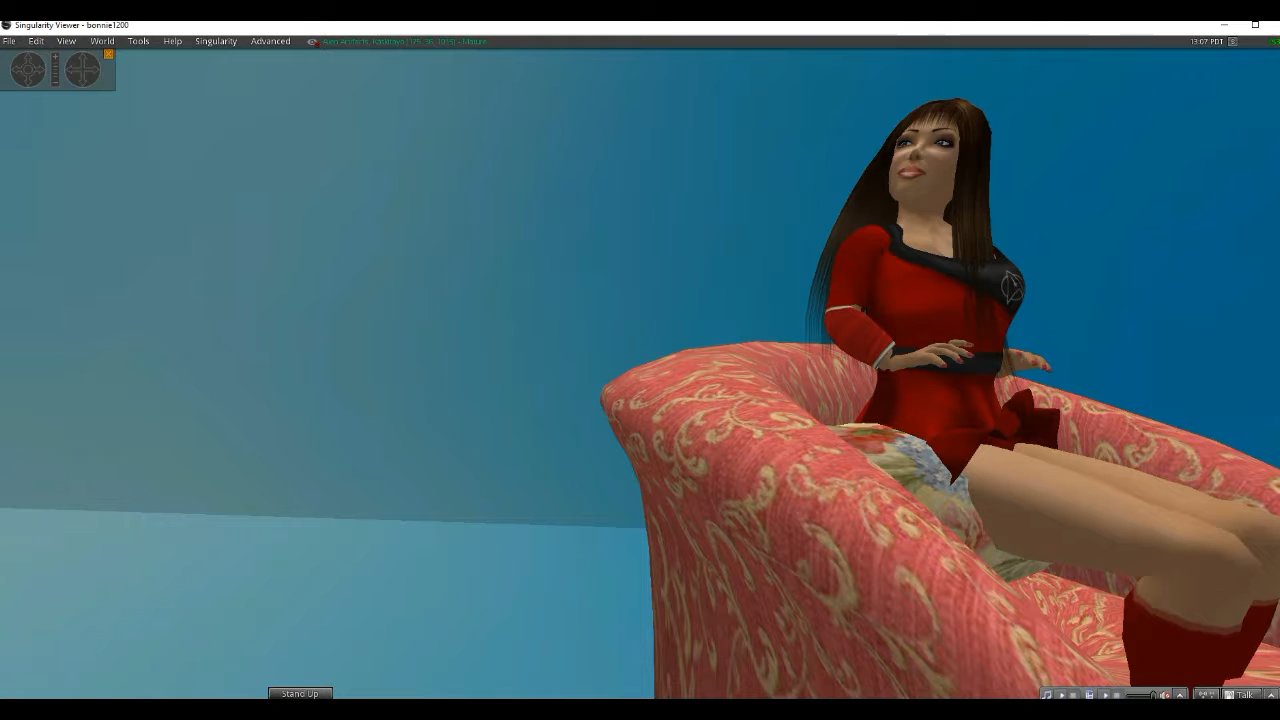 Singularity Viewer - bonnie1200
File Edit View World Tools Help Singularity Advanced
13:07 PDT
Stand Up
Talk